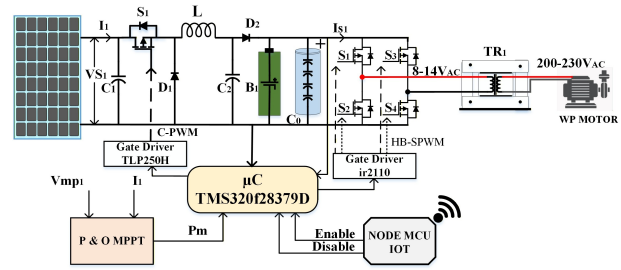 S1
I1
L
D2
IS1
VS1
C1
D1
C2
B1
+
C0
S1
S3
S2
S4
8-14VAC
TR1
200-230VAC
WP MOTOR
C-PWM
HB-SPWM
Gate Driver
TLP250H
Gate Driver
ir2110
µC
TMS320f28379D
Vmp1
I1
P & O MPPT
Pm
Enable
Disable
NODE MCU
IOT